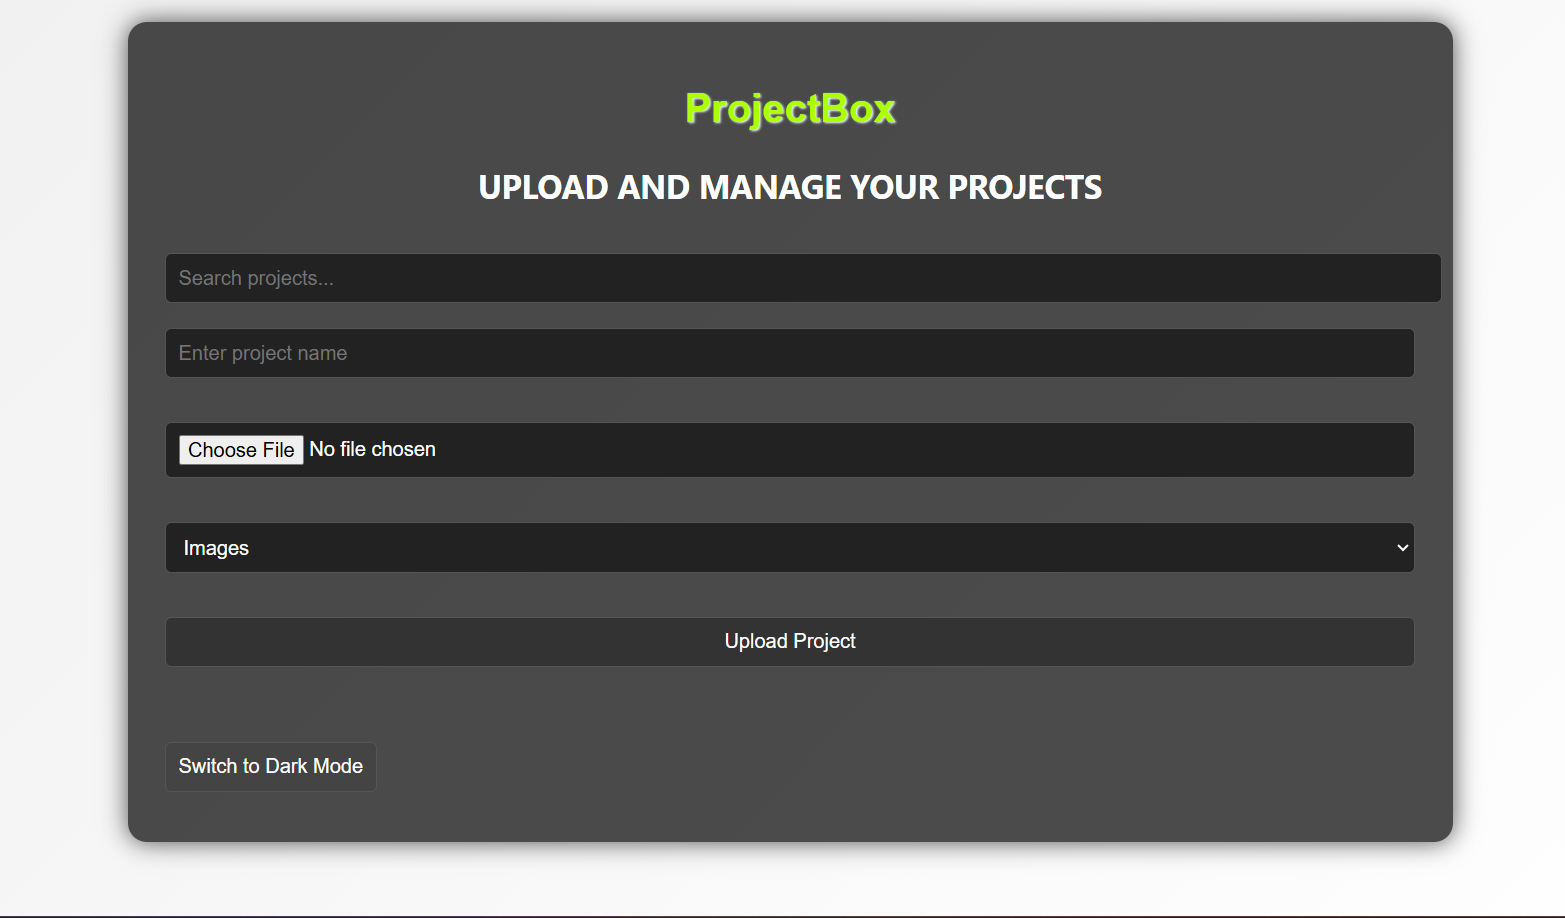 ProjectBox
UPLOAD AND MANAGE YOUR PROJECTS
Search projects...
Enter project name
Choose File No file chosen
Images
Upload Project
Switch to Dark Mode